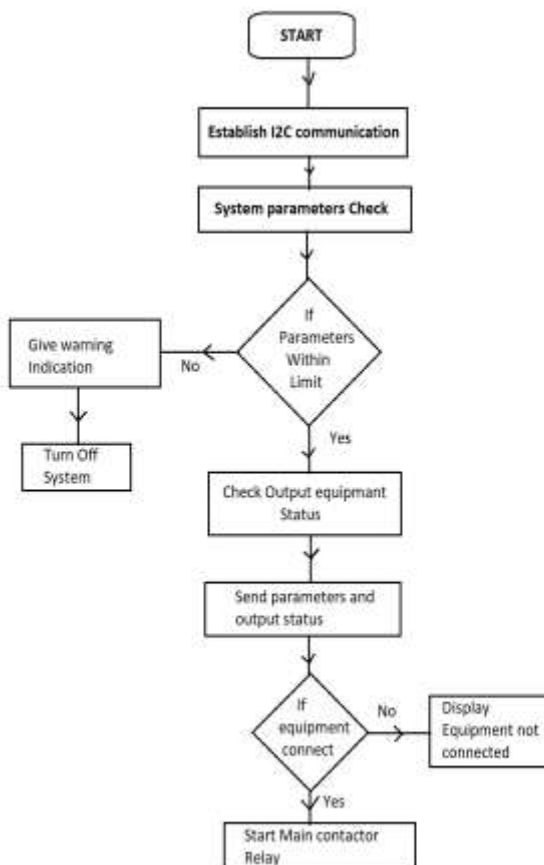 START
Establish I2C communication
System parameters Check
If
Parameters
Within
Limit
No
Give warning
Indication
Turn Off
System
Yes
Check Output equipmant
Status
Send parameters and
output status
If
equipment
connect
No
Display
Equipment not
connected
Yes
Start Main contactor
Relay